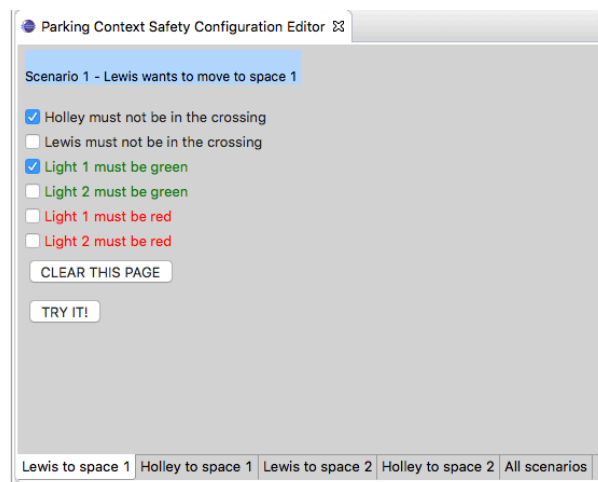 Parking Context Safety Configuration Editor
Scenario 1 - Lewis wants to move to space 1
Holley must not be in the crossing
Lewis must not be in the crossing
Light 1 must be green
Light 2 must be green
Light 1 must be red
Light 2 must be red
CLEAR THIS PAGE
TRY IT!
Lewis to space 1 Holley to space 1 Lewis to space 2 Holley to space 2 All scenarios